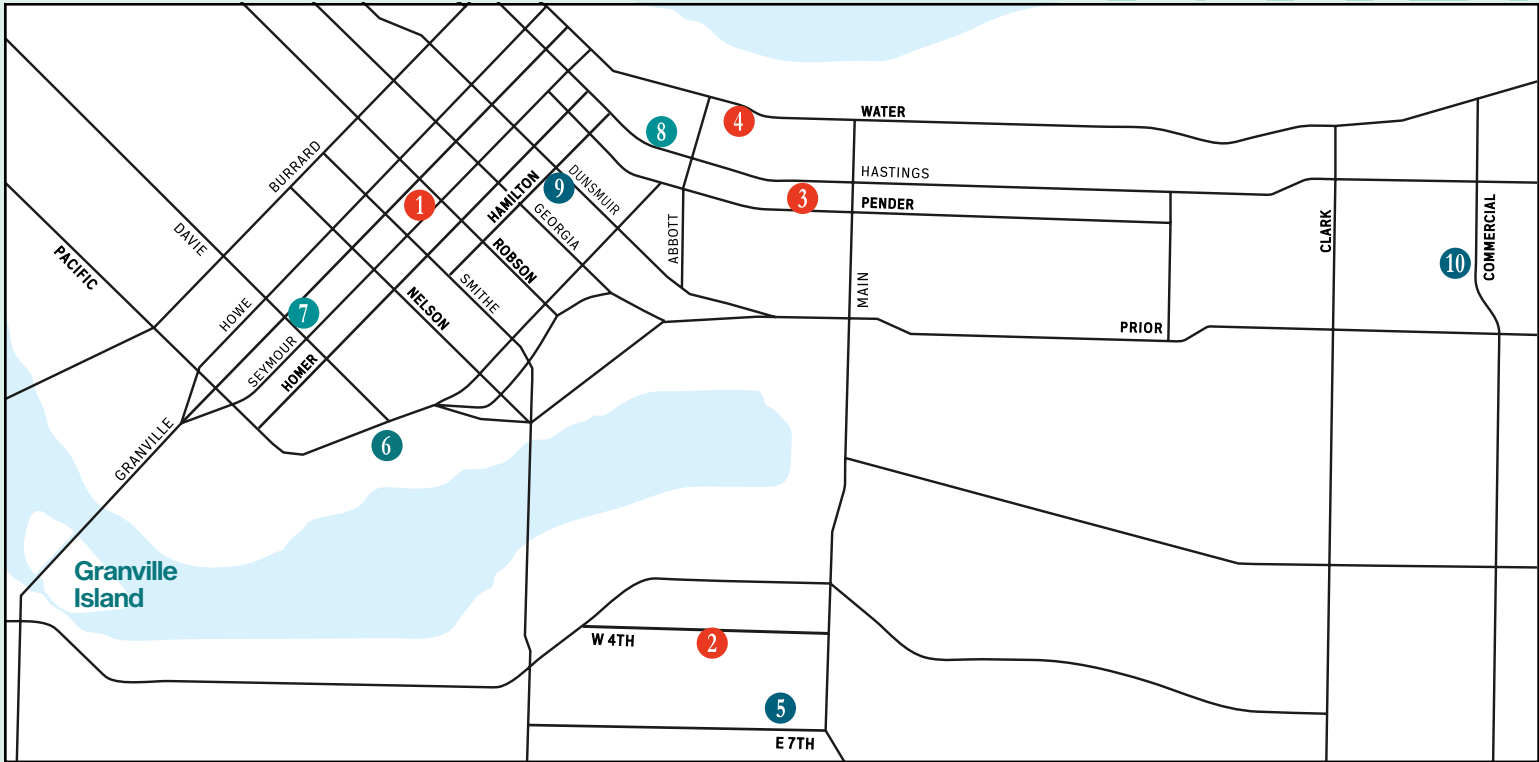 WATER
4
8
HASTINGS
BURRARD
DUNSMUIR
9
HAMILTON
3
PENDER
1
GEORGIA
ABBOTT
CLARK
COMMERCIAL
DAVIE
ROBSON
10
PACIFIC
SMITHE
MAIN
NELSON
HOWE
7
PRIOR
SEYMOUR
HOMER
GRANVILLE
6
Granville
Island
W 4TH
2
5
E 7TH